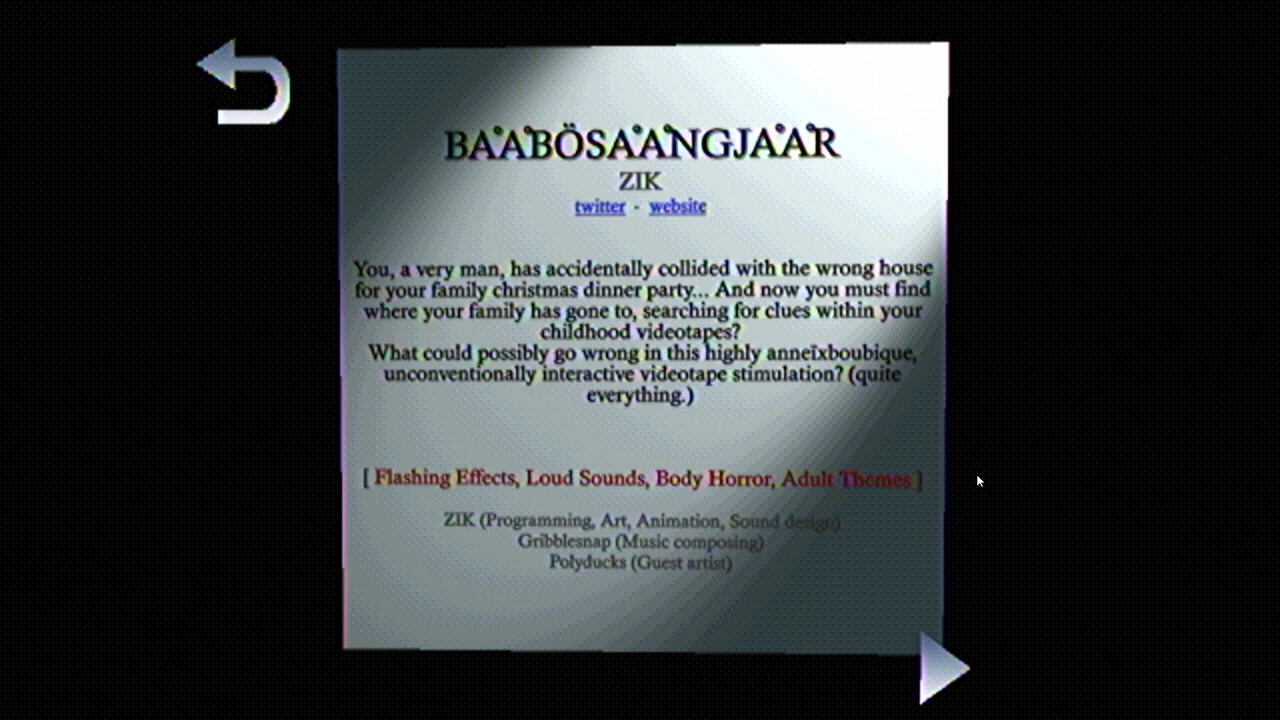 BÅÅBÖSÅÅNGJÅÅR
ZIK
twitter - website
You, a very man, has accidentally collided with the wrong house
for your family christmas dinner party... And now you must find
where your family has gone to, searching for clues within your
childhood videotapes?
What could possibly go wrong in this highly anneïxboubique,
unconventionally interactive videotape stimulation? (quite
everything.)
[ Flashing Effects, Loud Sounds, Body Horror, Adult Themes ]
ZIK (Programming, Art, Animation, Sound design)
Gribblesnap (Music composing)
Polyducks (Guest artist)